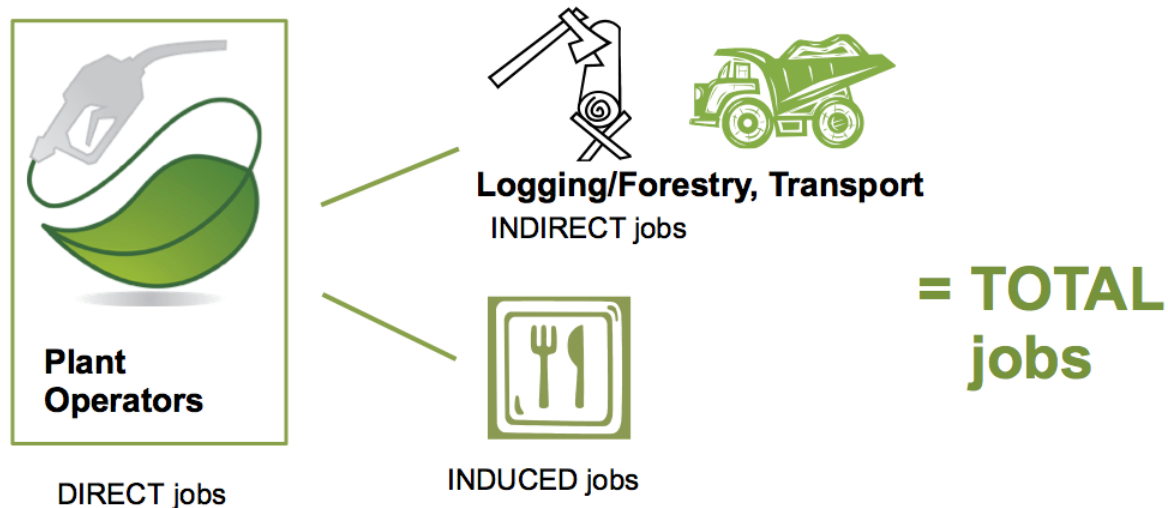 Plant
Operators
DIRECT jobs
Logging/Forestry, Transport
INDIRECT jobs
INDUCED jobs
= TOTAL
jobs